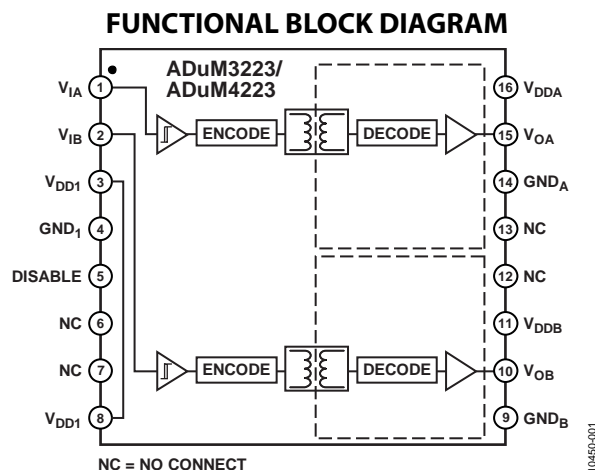 FUNCTIONAL BLOCK DIAGRAM
ADuM3223/
ADuM4223
VIA 1
VIB 2
VDD1 3
GND1 4
DISABLE 5
NC 6
NC 7
VDD1 8
ENCODE
DECODE
ENCODE
DECODE
16 VDDA
15 VOA
14 GNDA
13 NC
12 NC
11 VDDB
10 VOB
9 GNDB
NC = NO CONNECT
10450-001